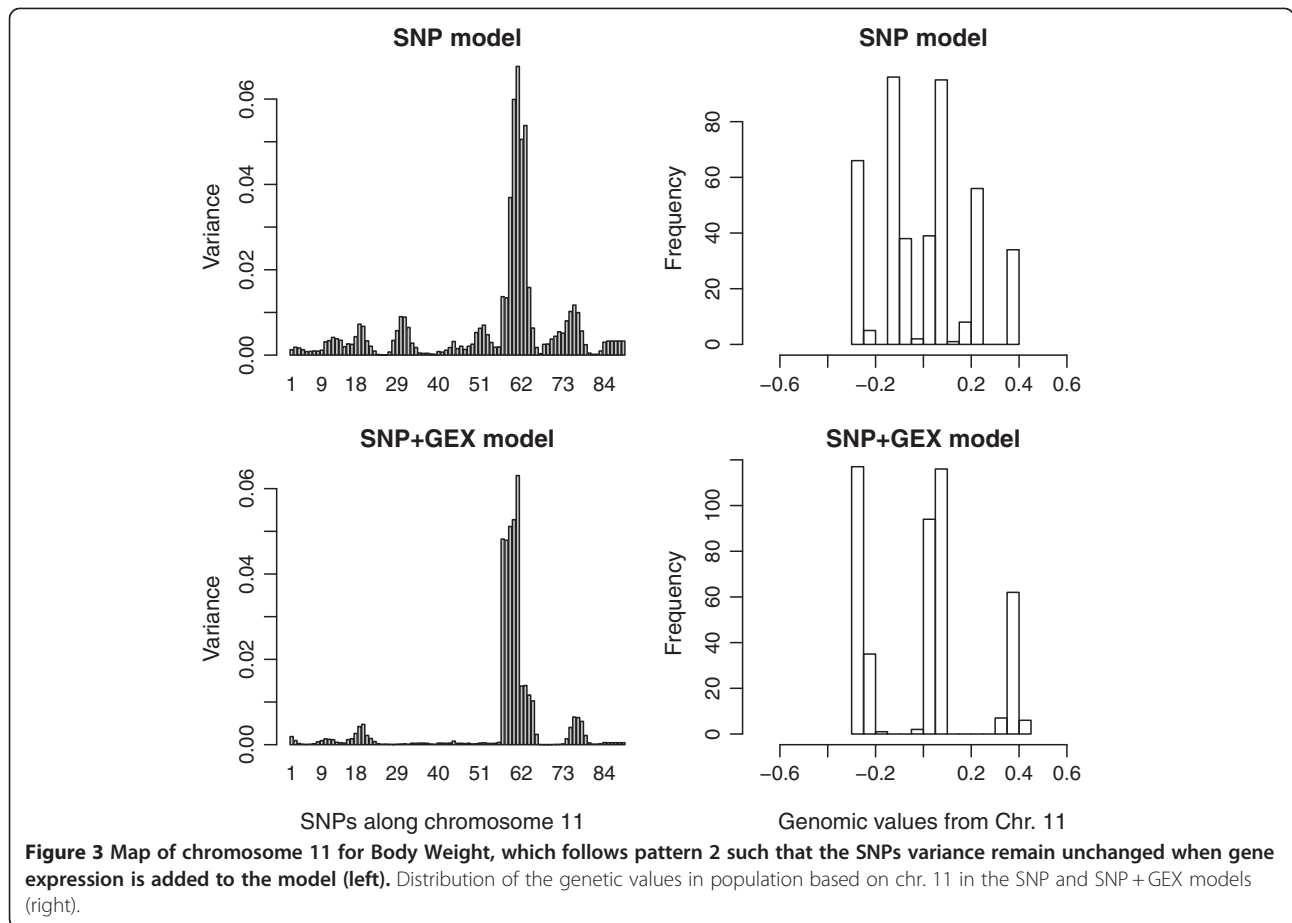 SNP model
Variance
0.00 0.02 0.04 0.06
1 9 18 29 40 51 62 73 84
SNP model
Frequency
0 20 40 60 80
−0.6 −0.2 0.2 0.4 0.6
SNP+GEX model
Variance
0.00 0.02 0.04 0.06
1 9 18 29 40 51 62 73 84
SNPs along chromosome 11
SNP+GEX model
Frequency
0 20 40 60 80 100
−0.6 −0.2 0.2 0.4 0.6
Genomic values from Chr. 11
Figure 3 Map of chromosome 11 for Body Weight, which follows pattern 2 such that the SNPs variance remain unchanged when gene
expression is added to the model (left). Distribution of the genetic values in population based on chr. 11 in the SNP and SNP + GEX models
(right).